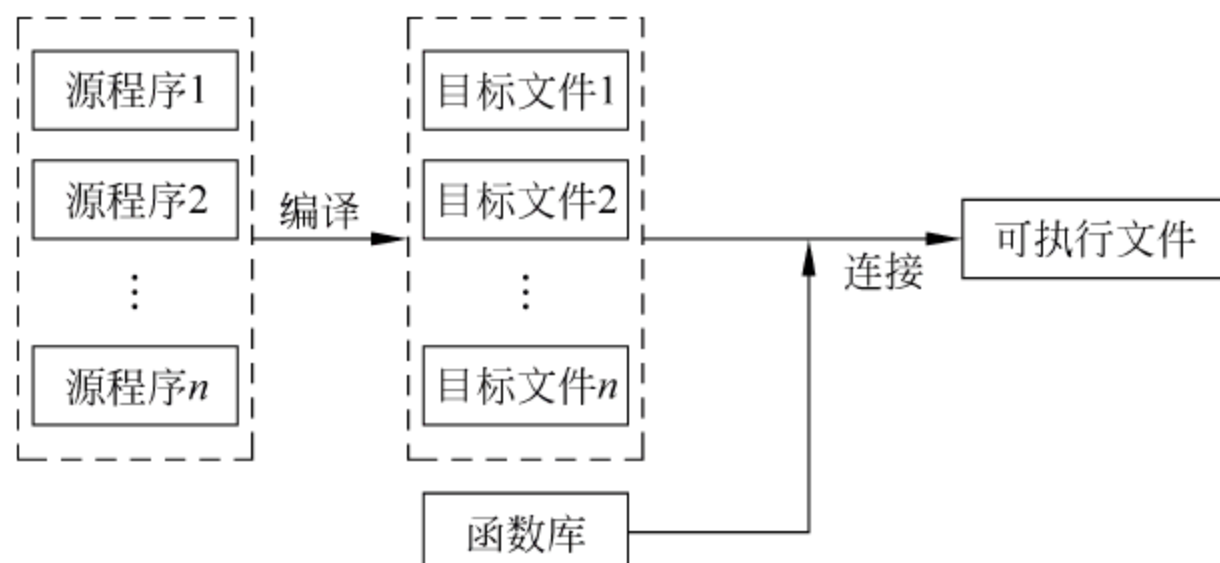 源程序1
源程序2
⋮
源程序n
编译
目标文件1
目标文件2
⋮
目标文件n
函数库
连接
可执行文件